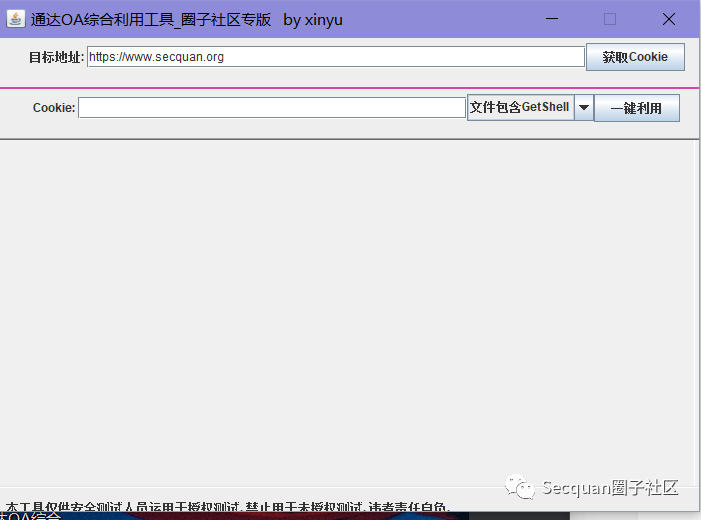 通达OA综合利用工具_圈子社区专版 by xinyu
目标地址: https://www.secquan.org 获取Cookie
Cookie: 文件包含GetShell 一键利用
Secquan圈子社区
本工具仅供安全测试人员运用于授权测试,禁止用于未授权测试,违者责任自负。
达OA综合